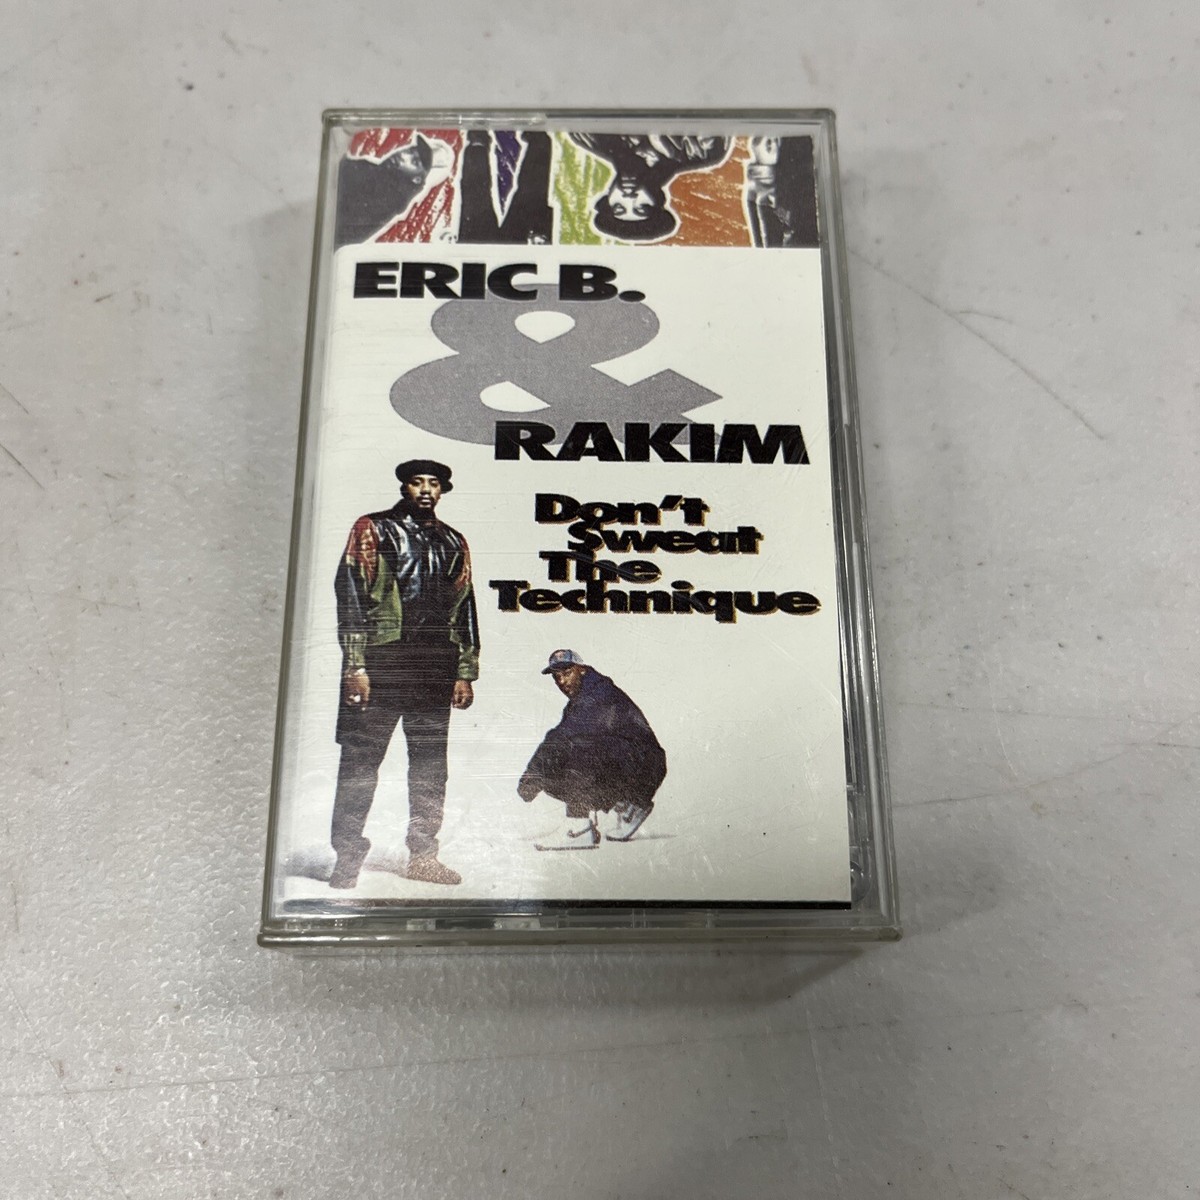 ERIC B.
&
RAKIM
Don't
Sweat
The
Technique